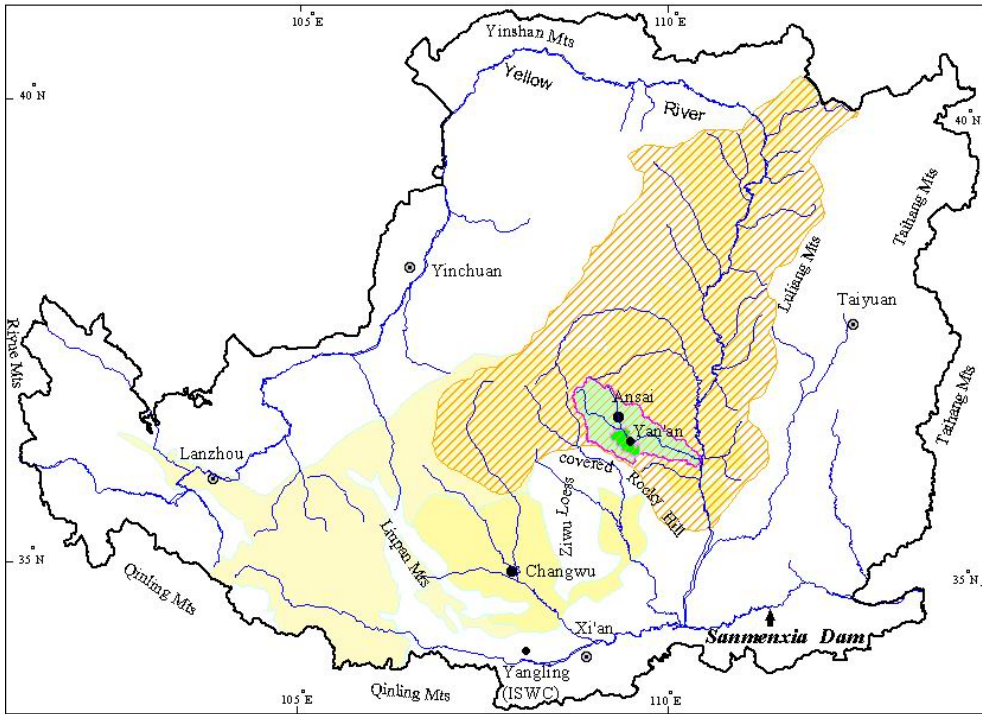 105 °E
110 °E
Yinshan Mts
Yellow
River
40 °N
40 °N
Taihang Mts
Yinchuan
Luliang Mts
Taiyuan
Riyue Mts
Ansai
Yan'an
Taihang Mts
Lanzhou
covered
Rocky Hill
Ziwu Loess
Liupan Mts
35 °N
Changwu
35 °N
Qinling Mts
Xi'an
Sanmenxia Dam
Yangling
(ISWC)
Qinling Mts
105 °E
110 °E